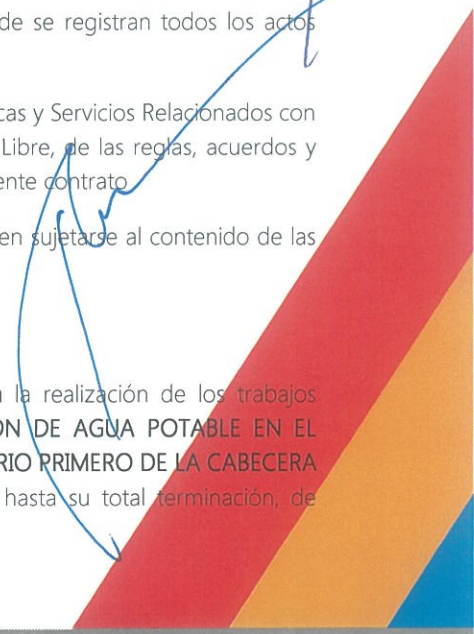 de se registran todos los actos
cas y Servicios Relacionados con
Libre, de las reglas, acuerdos y
ente contrato
en sujetarse al contenido de las
la realización de los trabajos
ON DE AGUA POTABLE EN EL
RIO PRIMERO DE LA CABECERA
hasta su total terminación, de